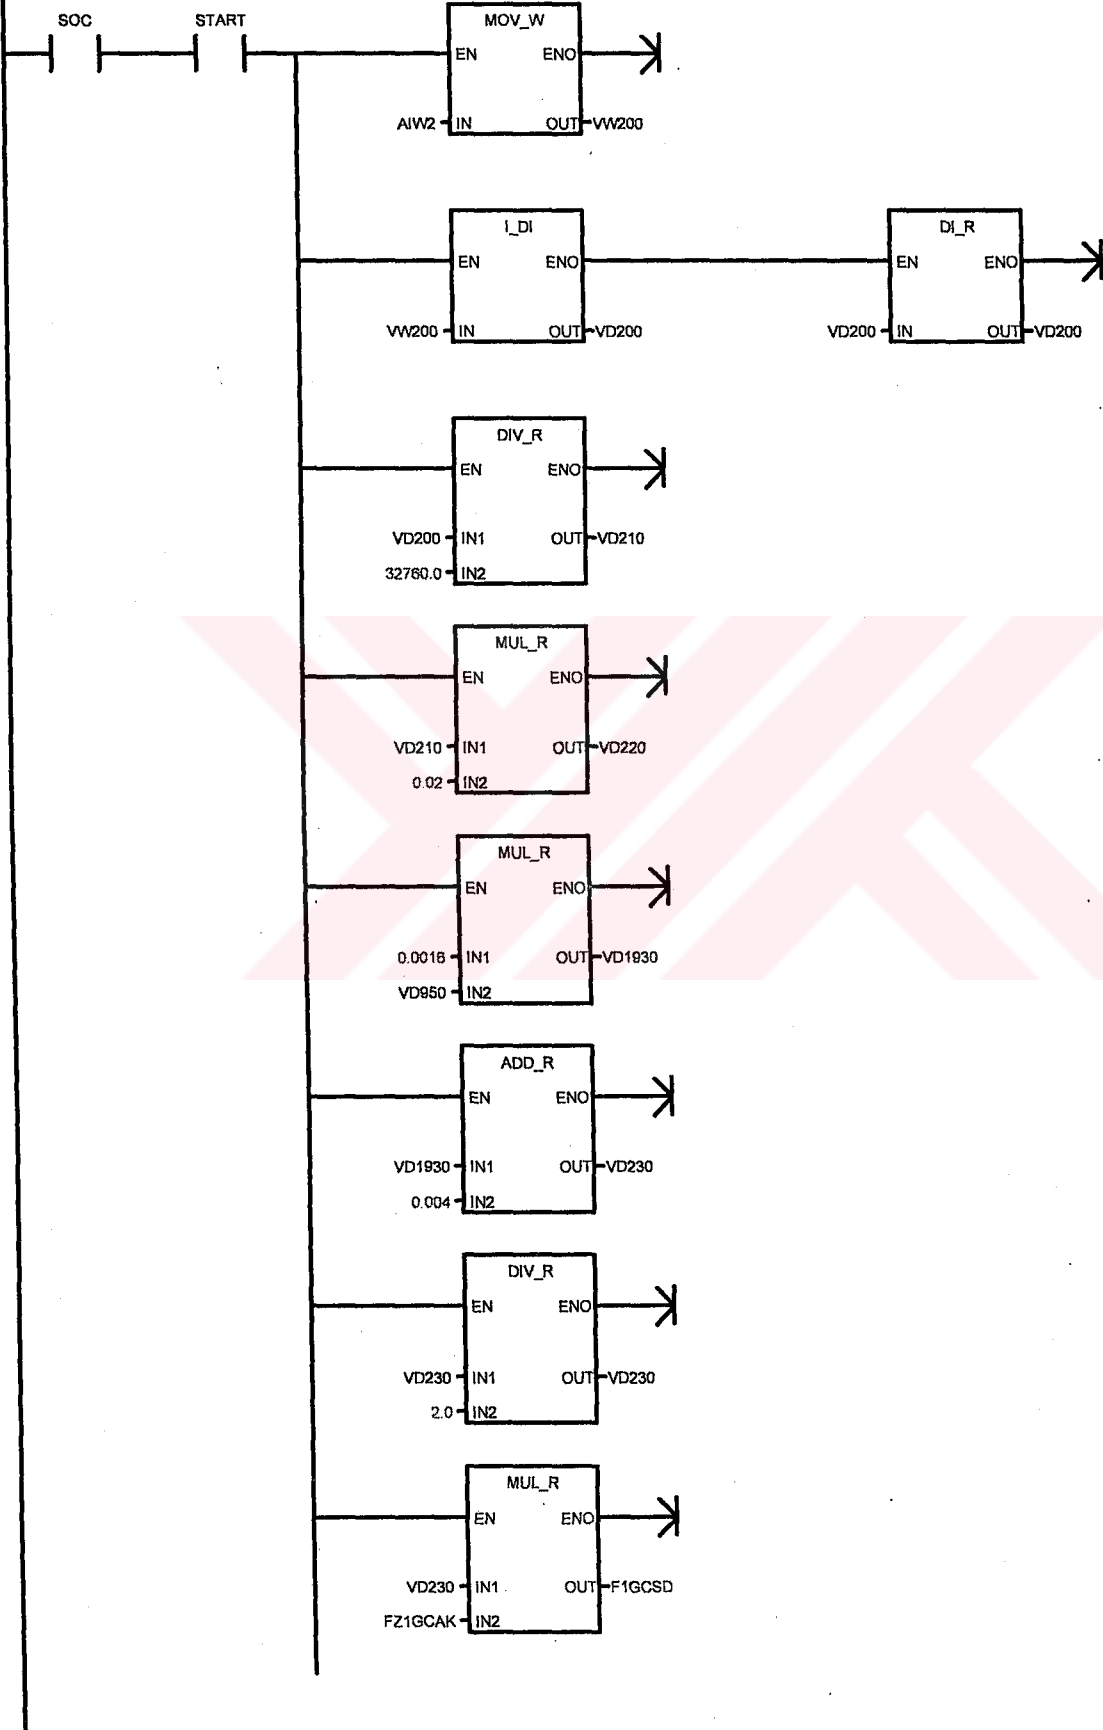 SOC START MOV_W
EN ENO
AIW2 IN OUT VW200
I_DI DI_R
EN ENO EN ENO
VW200 IN OUT VD200 VD200 IN OUT VD200
DIV_R
EN ENO
VD200 IN1 OUT VD210
32760.0 IN2
MUL_R
EN ENO
VD210 IN1 OUT VD220
0.02 IN2
MUL_R
EN ENO
0.0016 IN1 OUT VD1930
VD950 IN2
ADD_R
EN ENO
VD1930 IN1 OUT VD230
0.004 IN2
DIV_R
EN ENO
VD230 IN1 OUT VD230
2.0 IN2
MUL_R
EN ENO
VD230 IN1 OUT F1GCSD
FZ1GCAK IN2